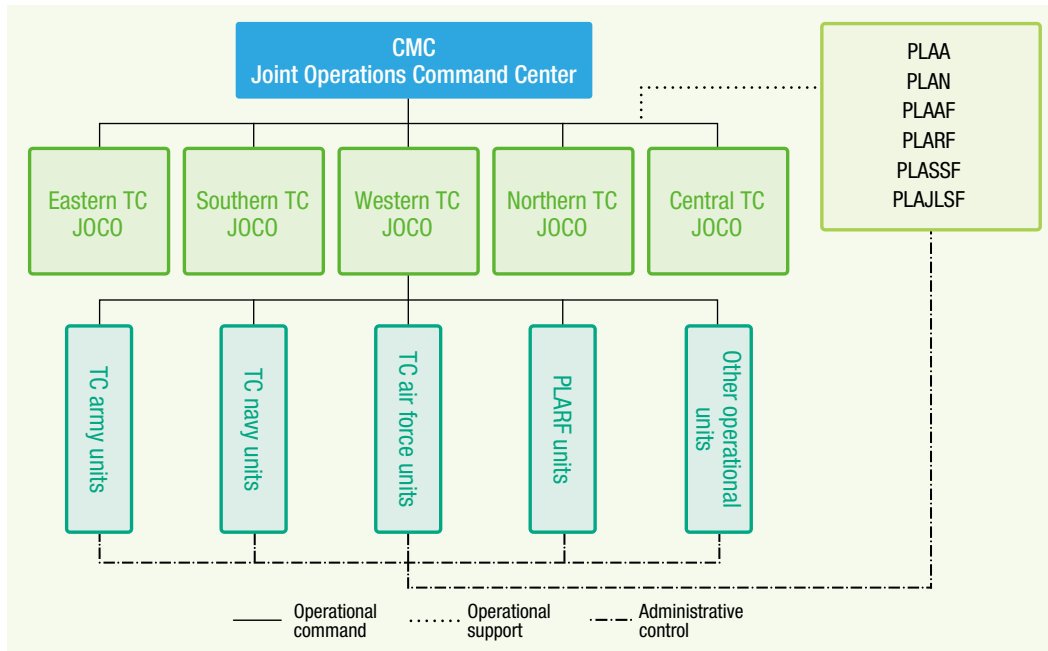 CMC
Joint Operations Command Center
PLAA
PLAN
PLAAF
PLARF
PLASSF
PLAJLSF
Eastern TC
JOCO
Southern TC
JOCO
Western TC
JOCO
Northern TC
JOCO
Central TC
JOCO
TC army units
TC navy units
TC air force units
PLARF units
Other operational
units
Operational
command
Operational
support
Administrative
control